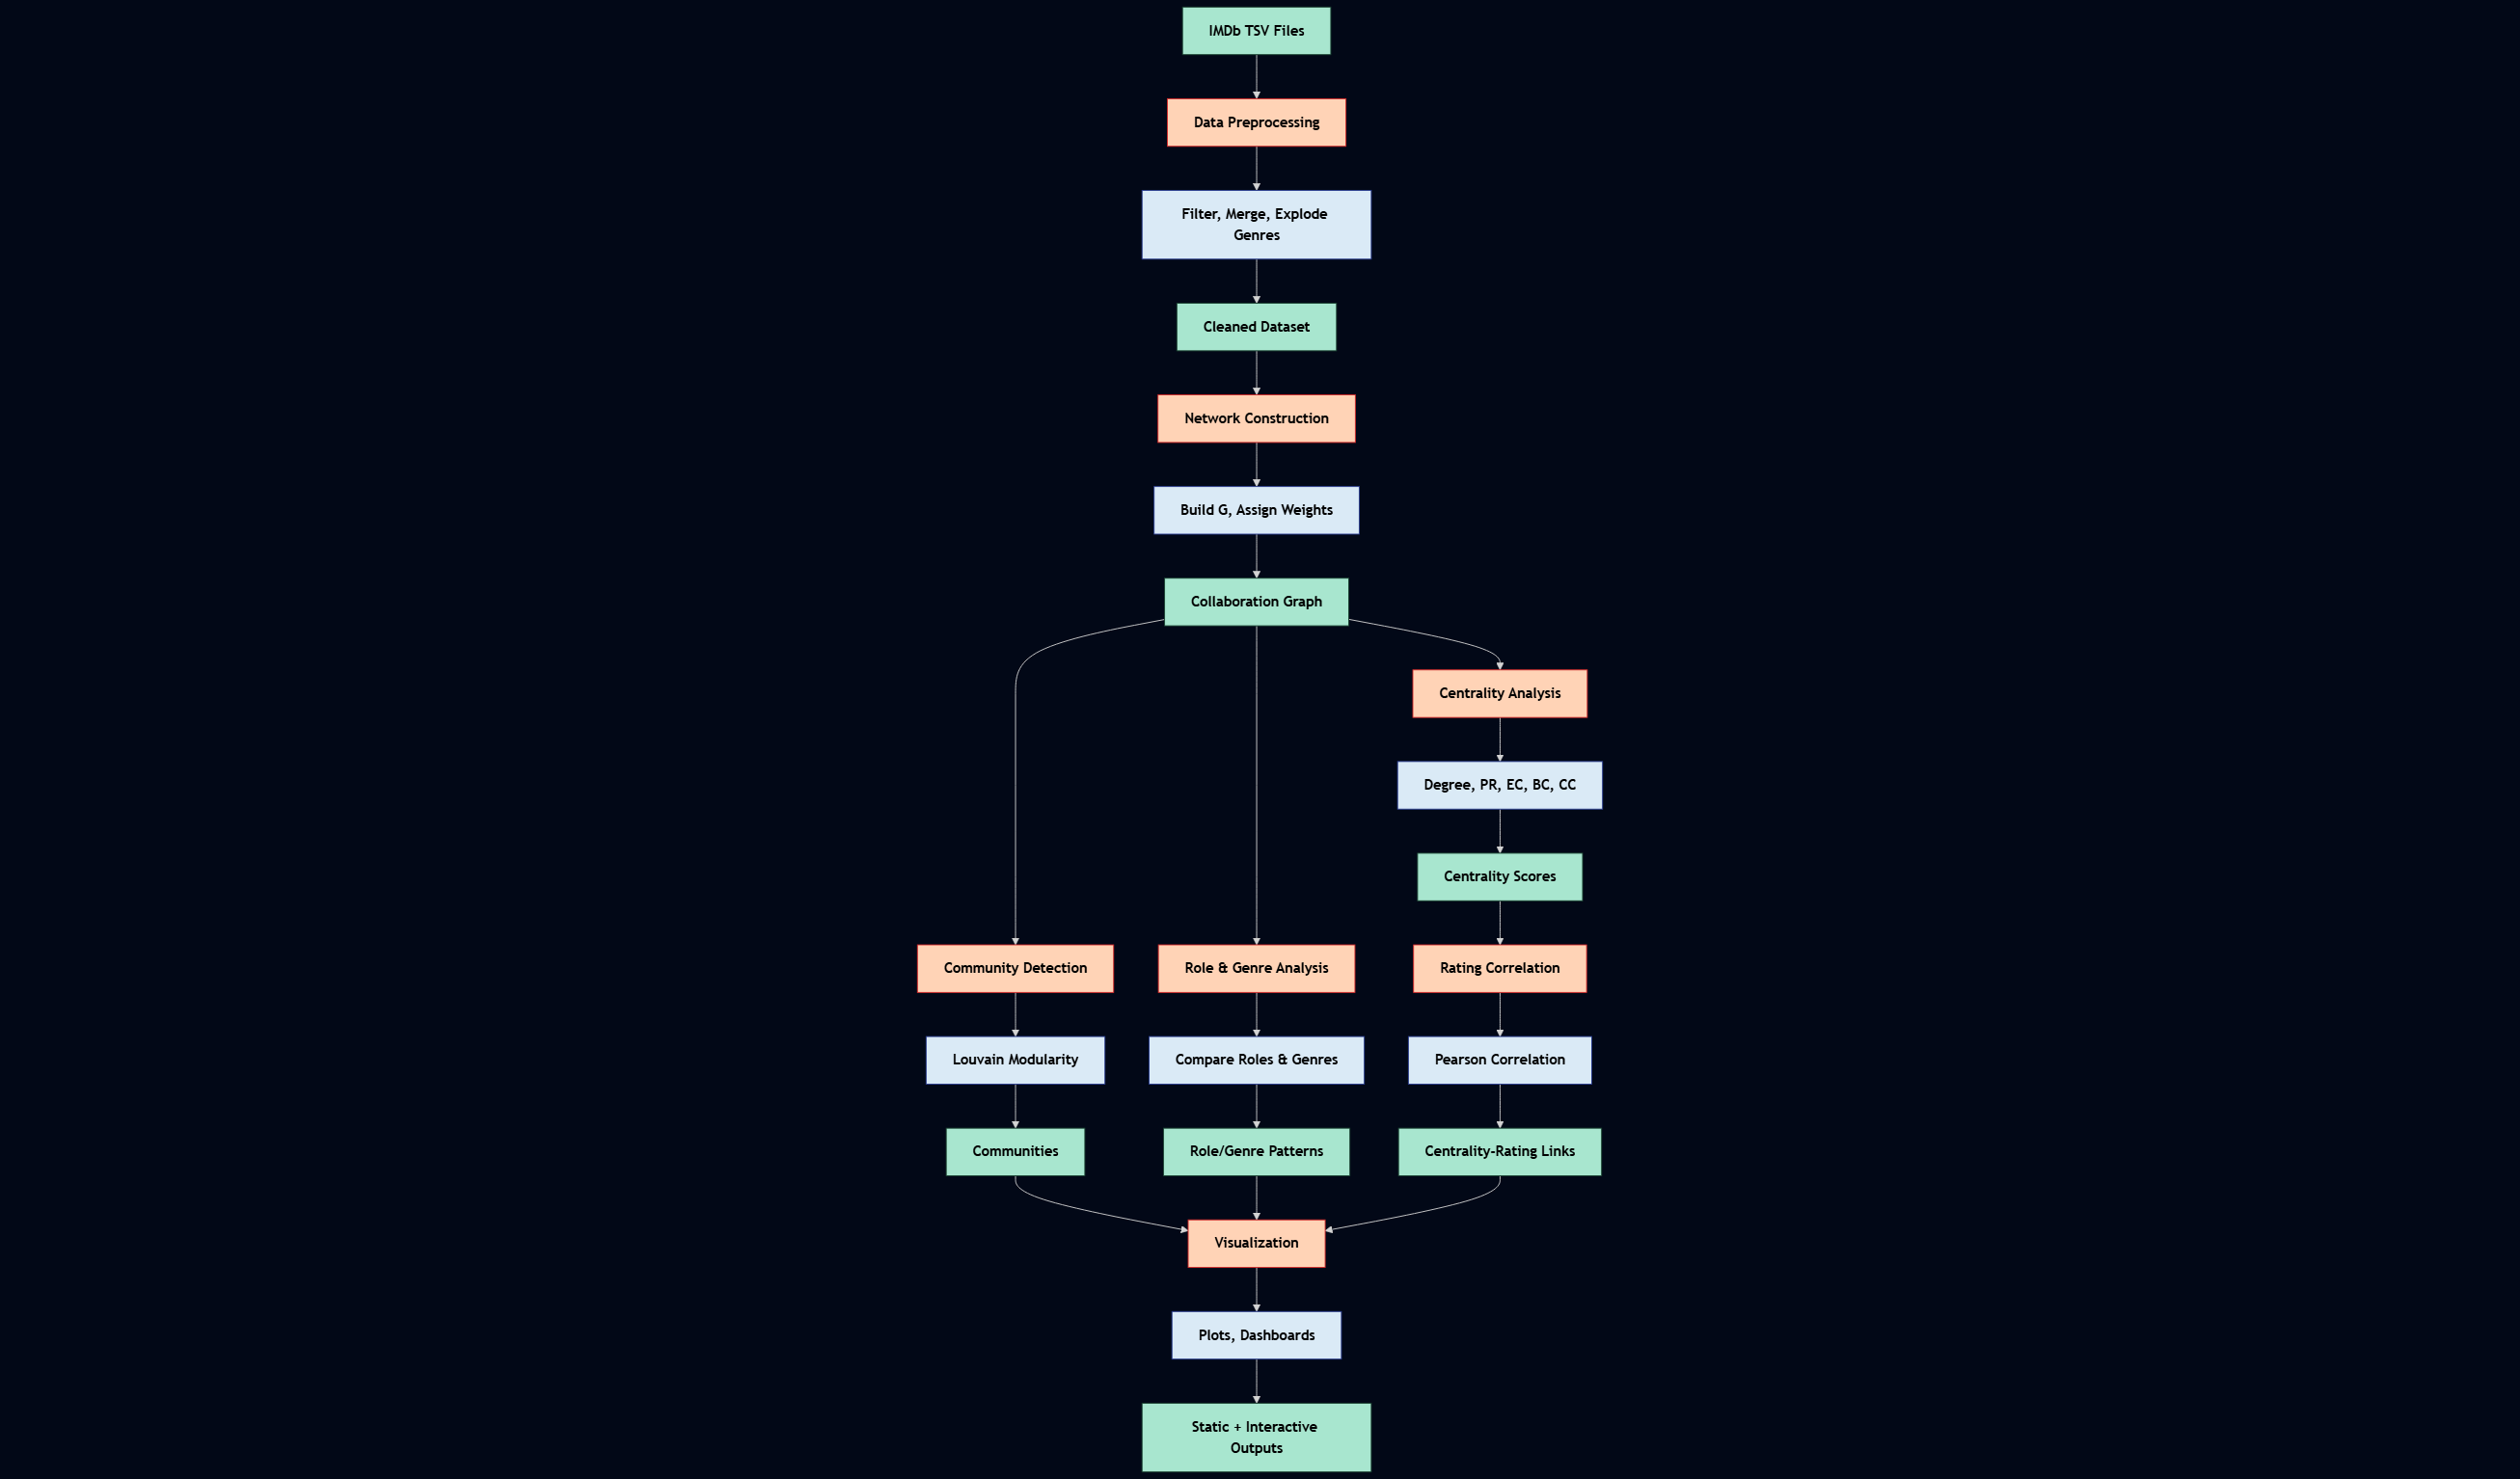 IMDb TSV Files
Data Preprocessing
Filter, Merge, Explode
Genres
Cleaned Dataset
Network Construction
Build G, Assign Weights
Collaboration Graph
Centrality Analysis
Degree, PR, EC, BC, CC
Centrality Scores
Community Detection
Role & Genre Analysis
Rating Correlation
Louvain Modularity
Compare Roles & Genres
Pearson Correlation
Communities
Role/Genre Patterns
Centrality-Rating Links
Visualization
Plots, Dashboards
Static + Interactive
Outputs